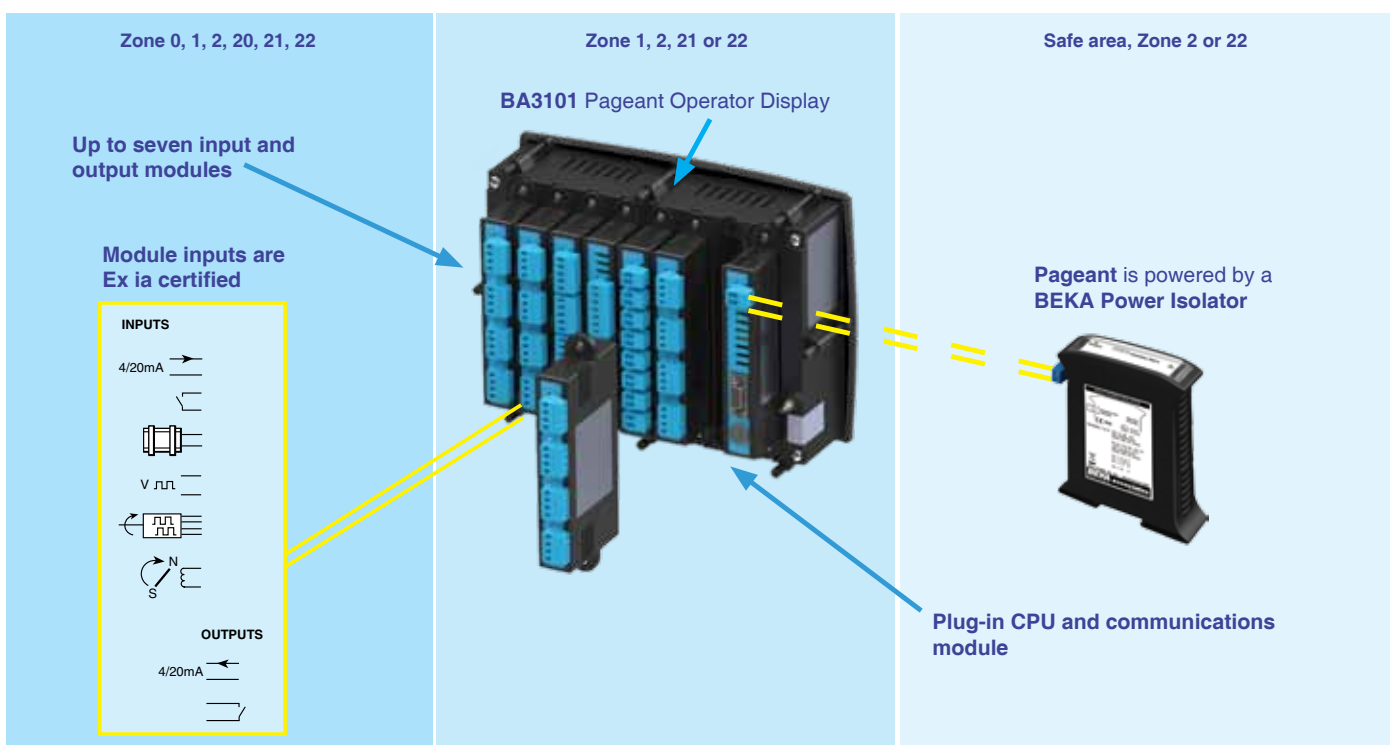 Zone 0, 1, 2, 20, 21, 22
Zone 1, 2, 21 or 22
Safe area, Zone 2 or 22
BA3101 Pageant Operator Display
Up to seven input and
output modules
Module inputs are
Ex ia certified
INPUTS
4/20mA
V
N
S
OUTPUTS
4/20mA
Pageant is powered by a
BEKA Power Isolator
Plug-in CPU and communications
module